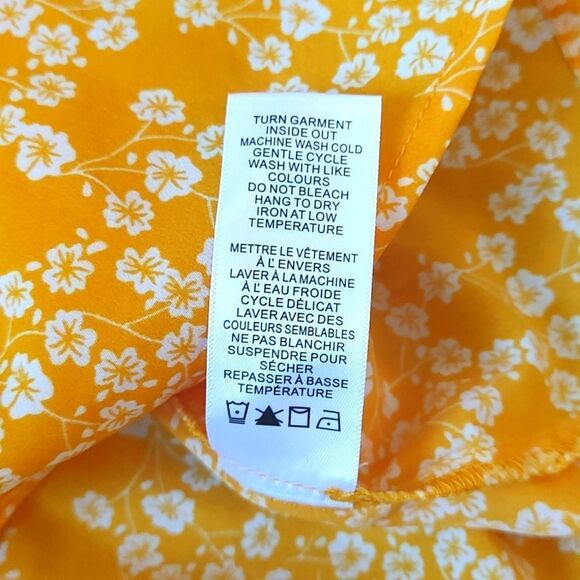 TURN GARMENT
INSIDE OUT
MACHINE WASH COLD
GENTLE CYCLE
WASH WITH LIKE
COLOURS
DO NOT BLEACH
HANG TO DRY
IRON AT LOW
TEMPERATURE
METTRE LE VÊTEMENT
À L'ENVERS
LAVER À LA MACHINE
À L'EAU FROIDE
CYCLE DÉLICAT
LAVER AVEC DES
COULEURS SEMBLABLES
NE PAS BLANCHIR
SUSPENDRE POUR
SÉCHER
REPASSER À BASSE
TEMPÉRATURE